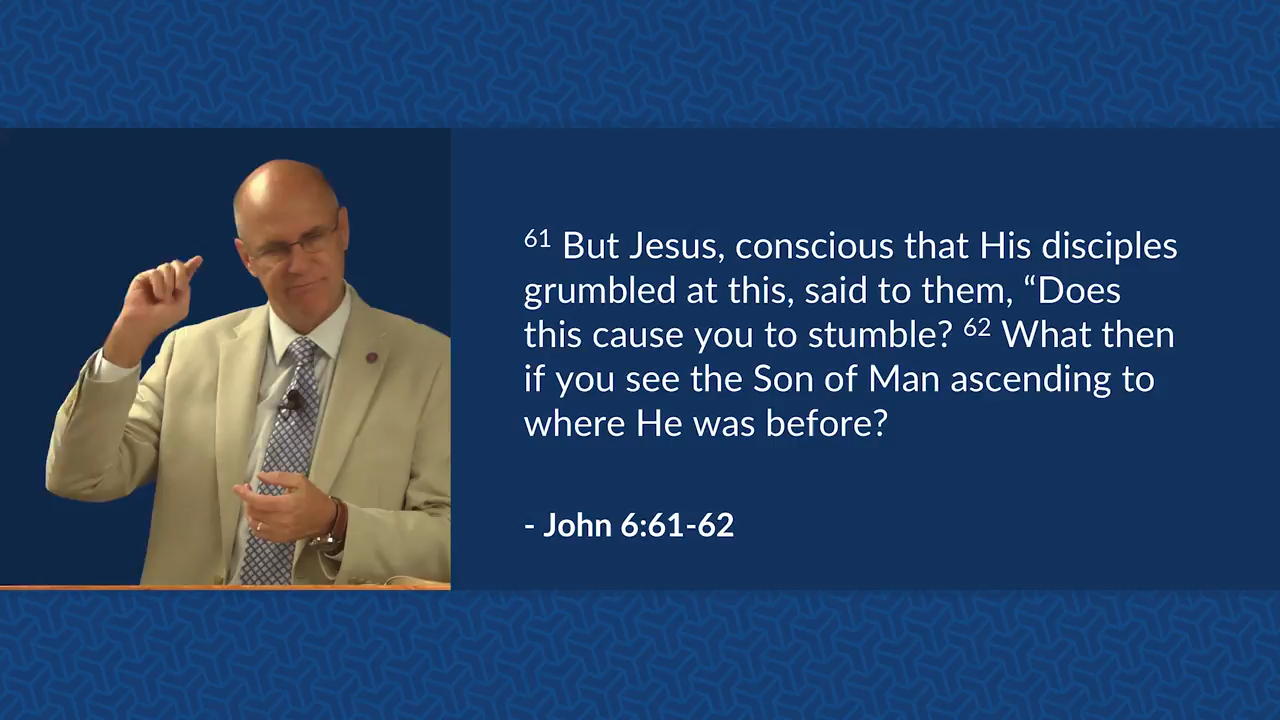 61 But Jesus, conscious that His disciples
grumbled at this, said to them, “Does
this cause you to stumble? 62 What then
if you see the Son of Man ascending to
where He was before?
- John 6:61-62